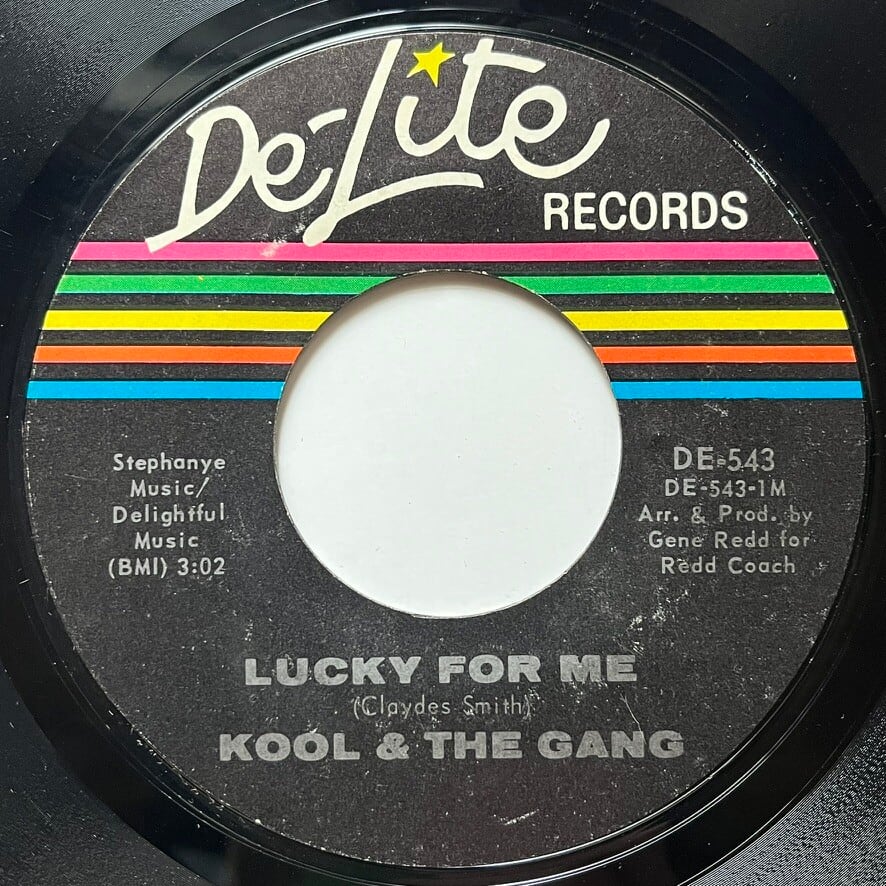 De-Lite
RECORDS
Stephanye
Music/
Delightful
Music
(BMI) 3:02
DE-543
DE-543-1M
Arr. & Prod. by
Gene Redd for
Redd Coach
LUCKY FOR ME
(Claydes Smith)
KOOL & THE GANG